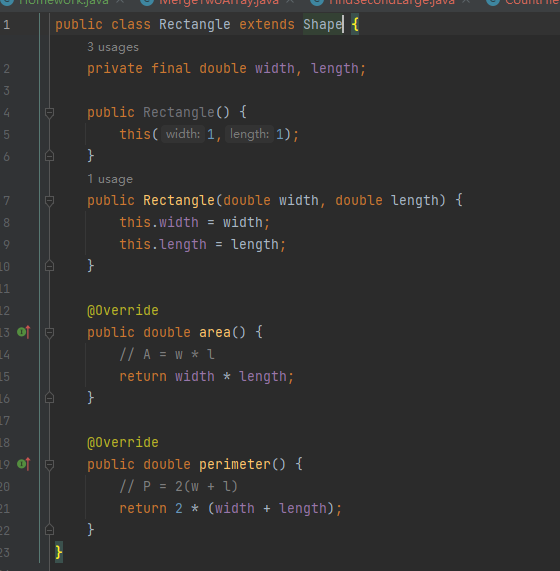 Homework.java MergeTwoArray.java FindSecondLarge.java
1 public class Rectangle extends Shape {
3 usages
2 private final double width, length;
3
4 public Rectangle() {
5 this( width: 1, length: 1);
6 }
1 usage
7 public Rectangle(double width, double length) {
8 this.width = width;
9 this.length = length;
10 }
11
12 @Override
13 public double area() {
14 // A = w * l
15 return width * length;
16 }
17
18 @Override
19 public double perimeter() {
20 // P = 2(w + l)
21 return 2 * (width + length);
22 }
23 }